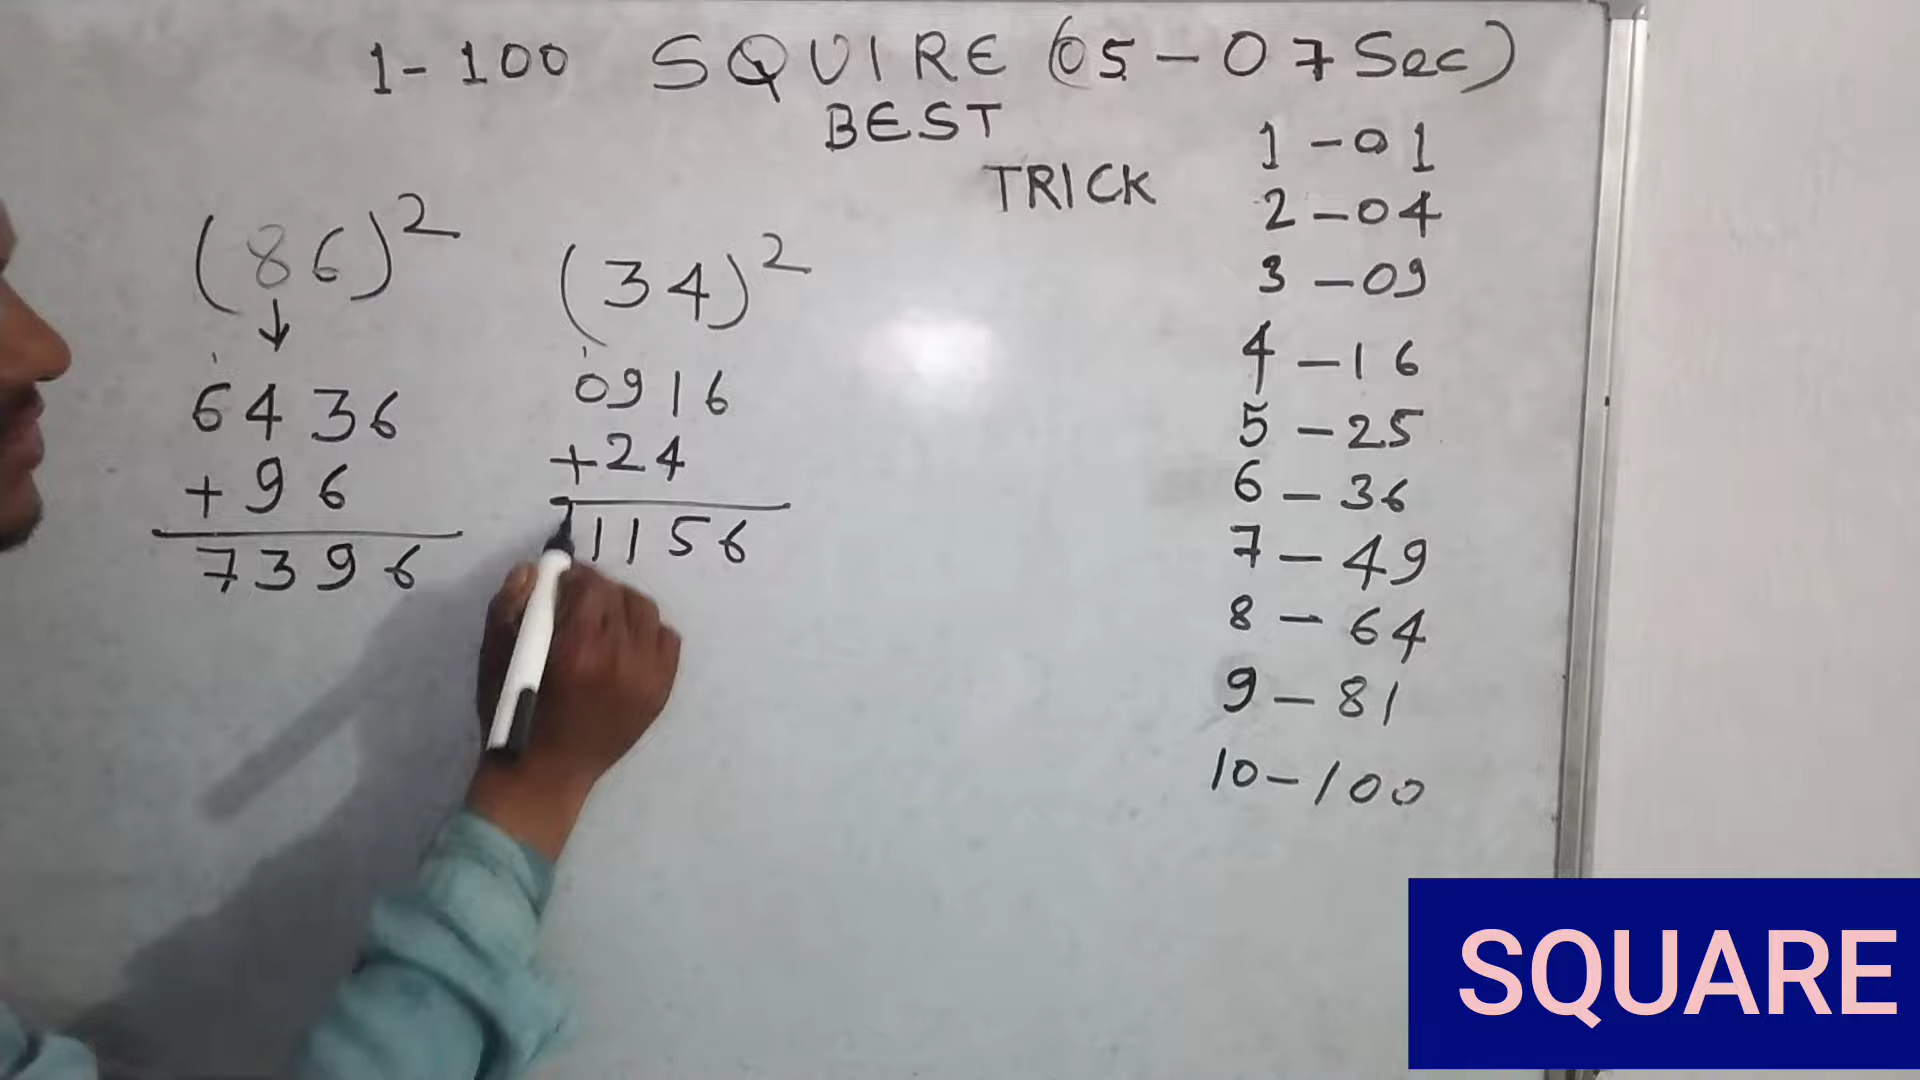 1 - 100 SQUIRE (05 - 07 Sec)
BEST
TRICK
(86)²
↓
1
6436
+ 96
7396
(34)²
1
0916
+24
1156
1 - 01
2 - 04
3 - 09
4 - 16
5 - 25
6 - 36
7 - 49
8 - 64
9 - 81
10 - 100
SQUARE